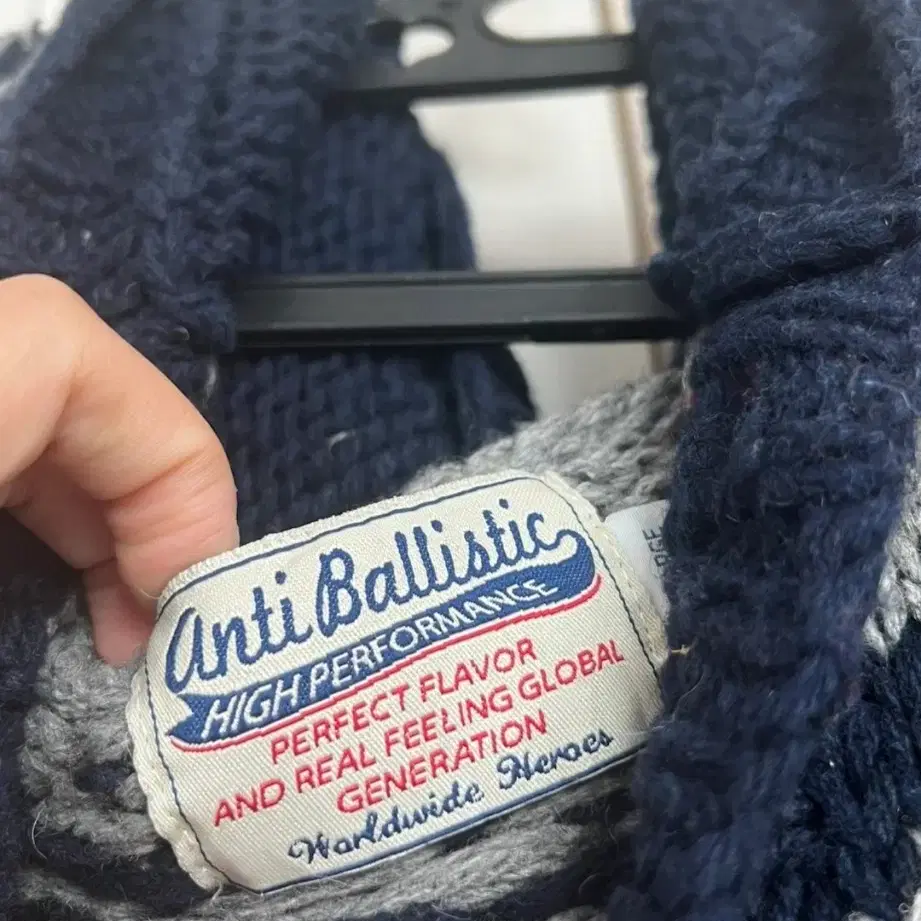 Anti Ballistic
HIGH PERFORMANCE
PERFECT FLAVOR
AND REAL FEELING GLOBAL
GENERATION
Worldwide Heroes